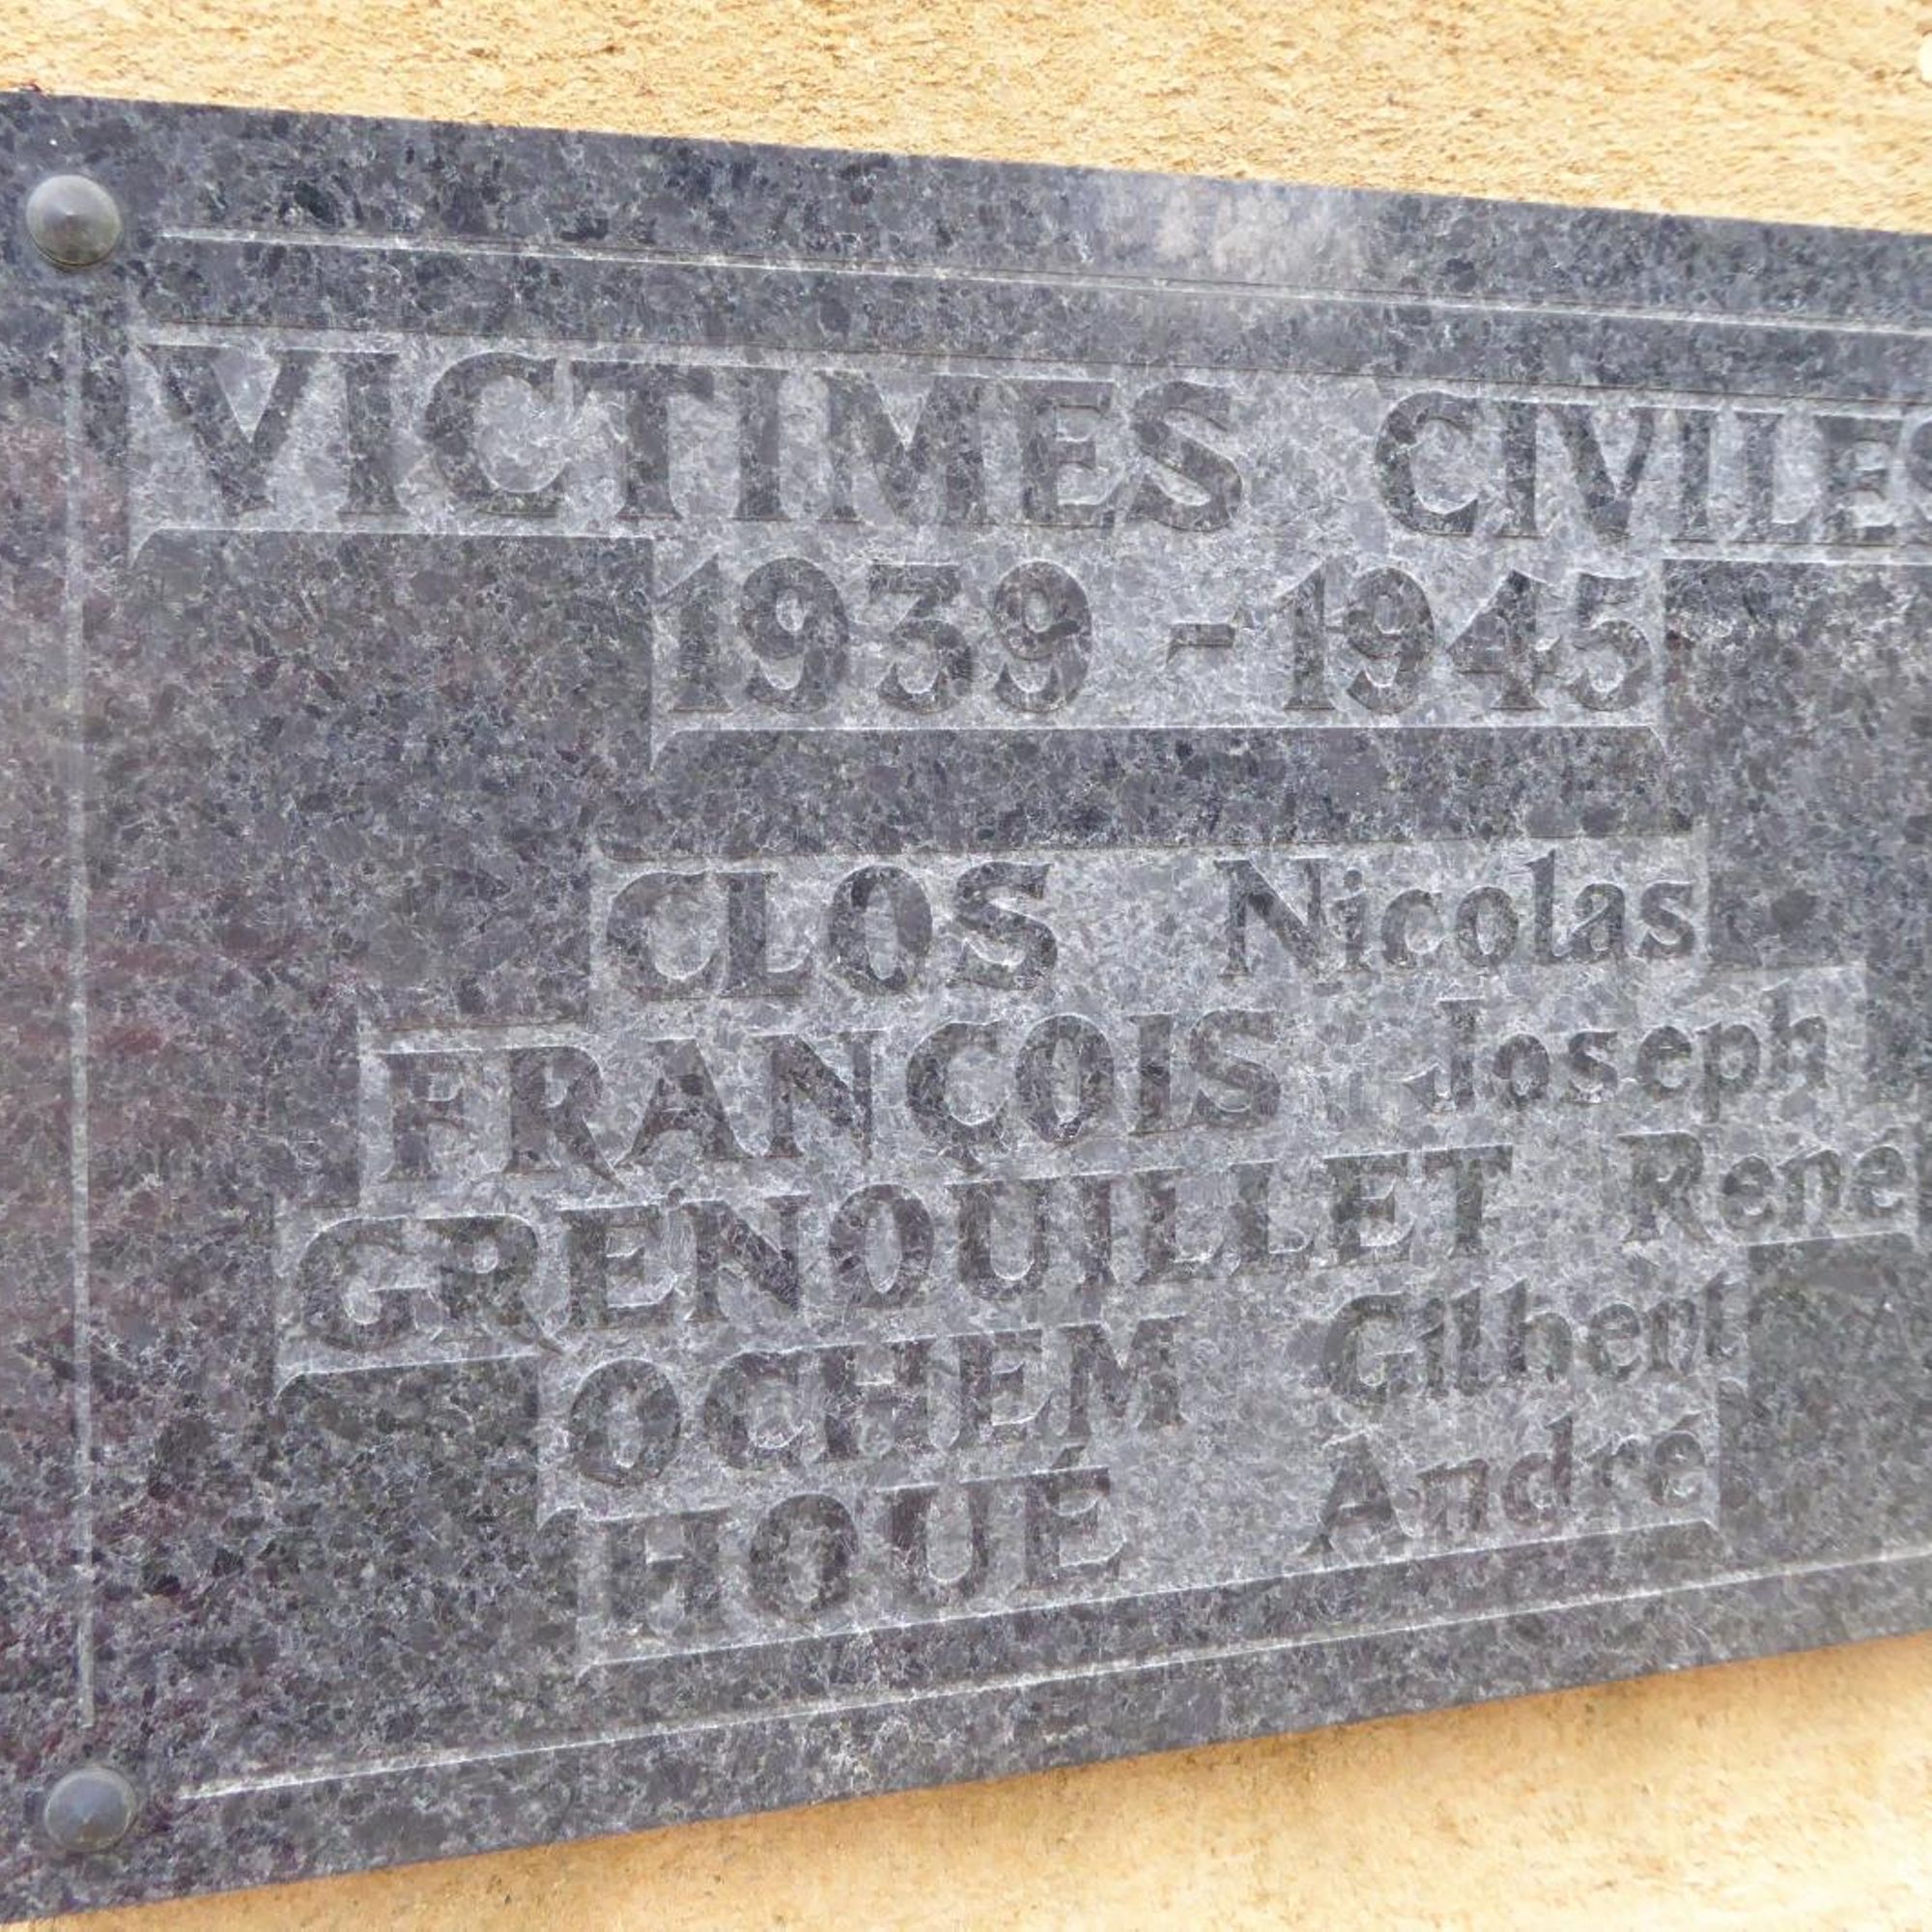 VICTIMES CIVILES
1939 - 1945
CLOS Nicolas
FRANÇOIS Joseph
GRENOUILLET René
OCHEM Gilbert
HOUÉ André